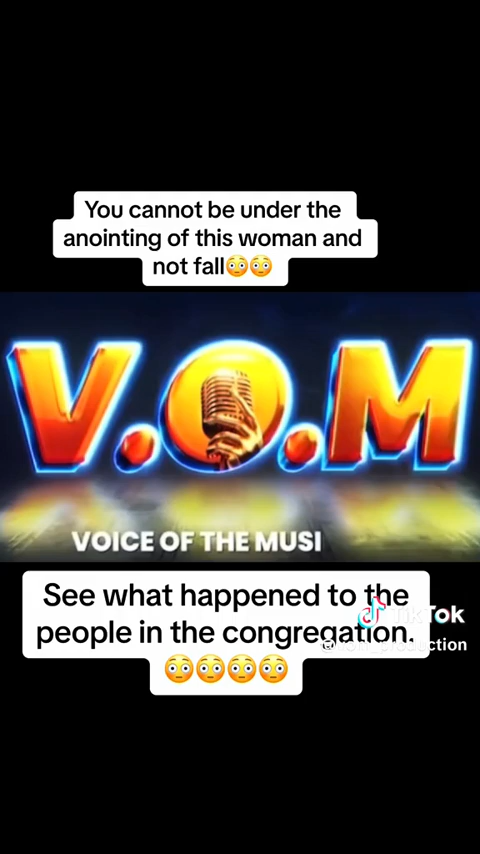 You cannot be under the
anointing of this woman and
not fall😳😳
V.O.M
VOICE OF THE MUSI
See what happened to the
people in the congregation.
😳😳😳😳
TikTok